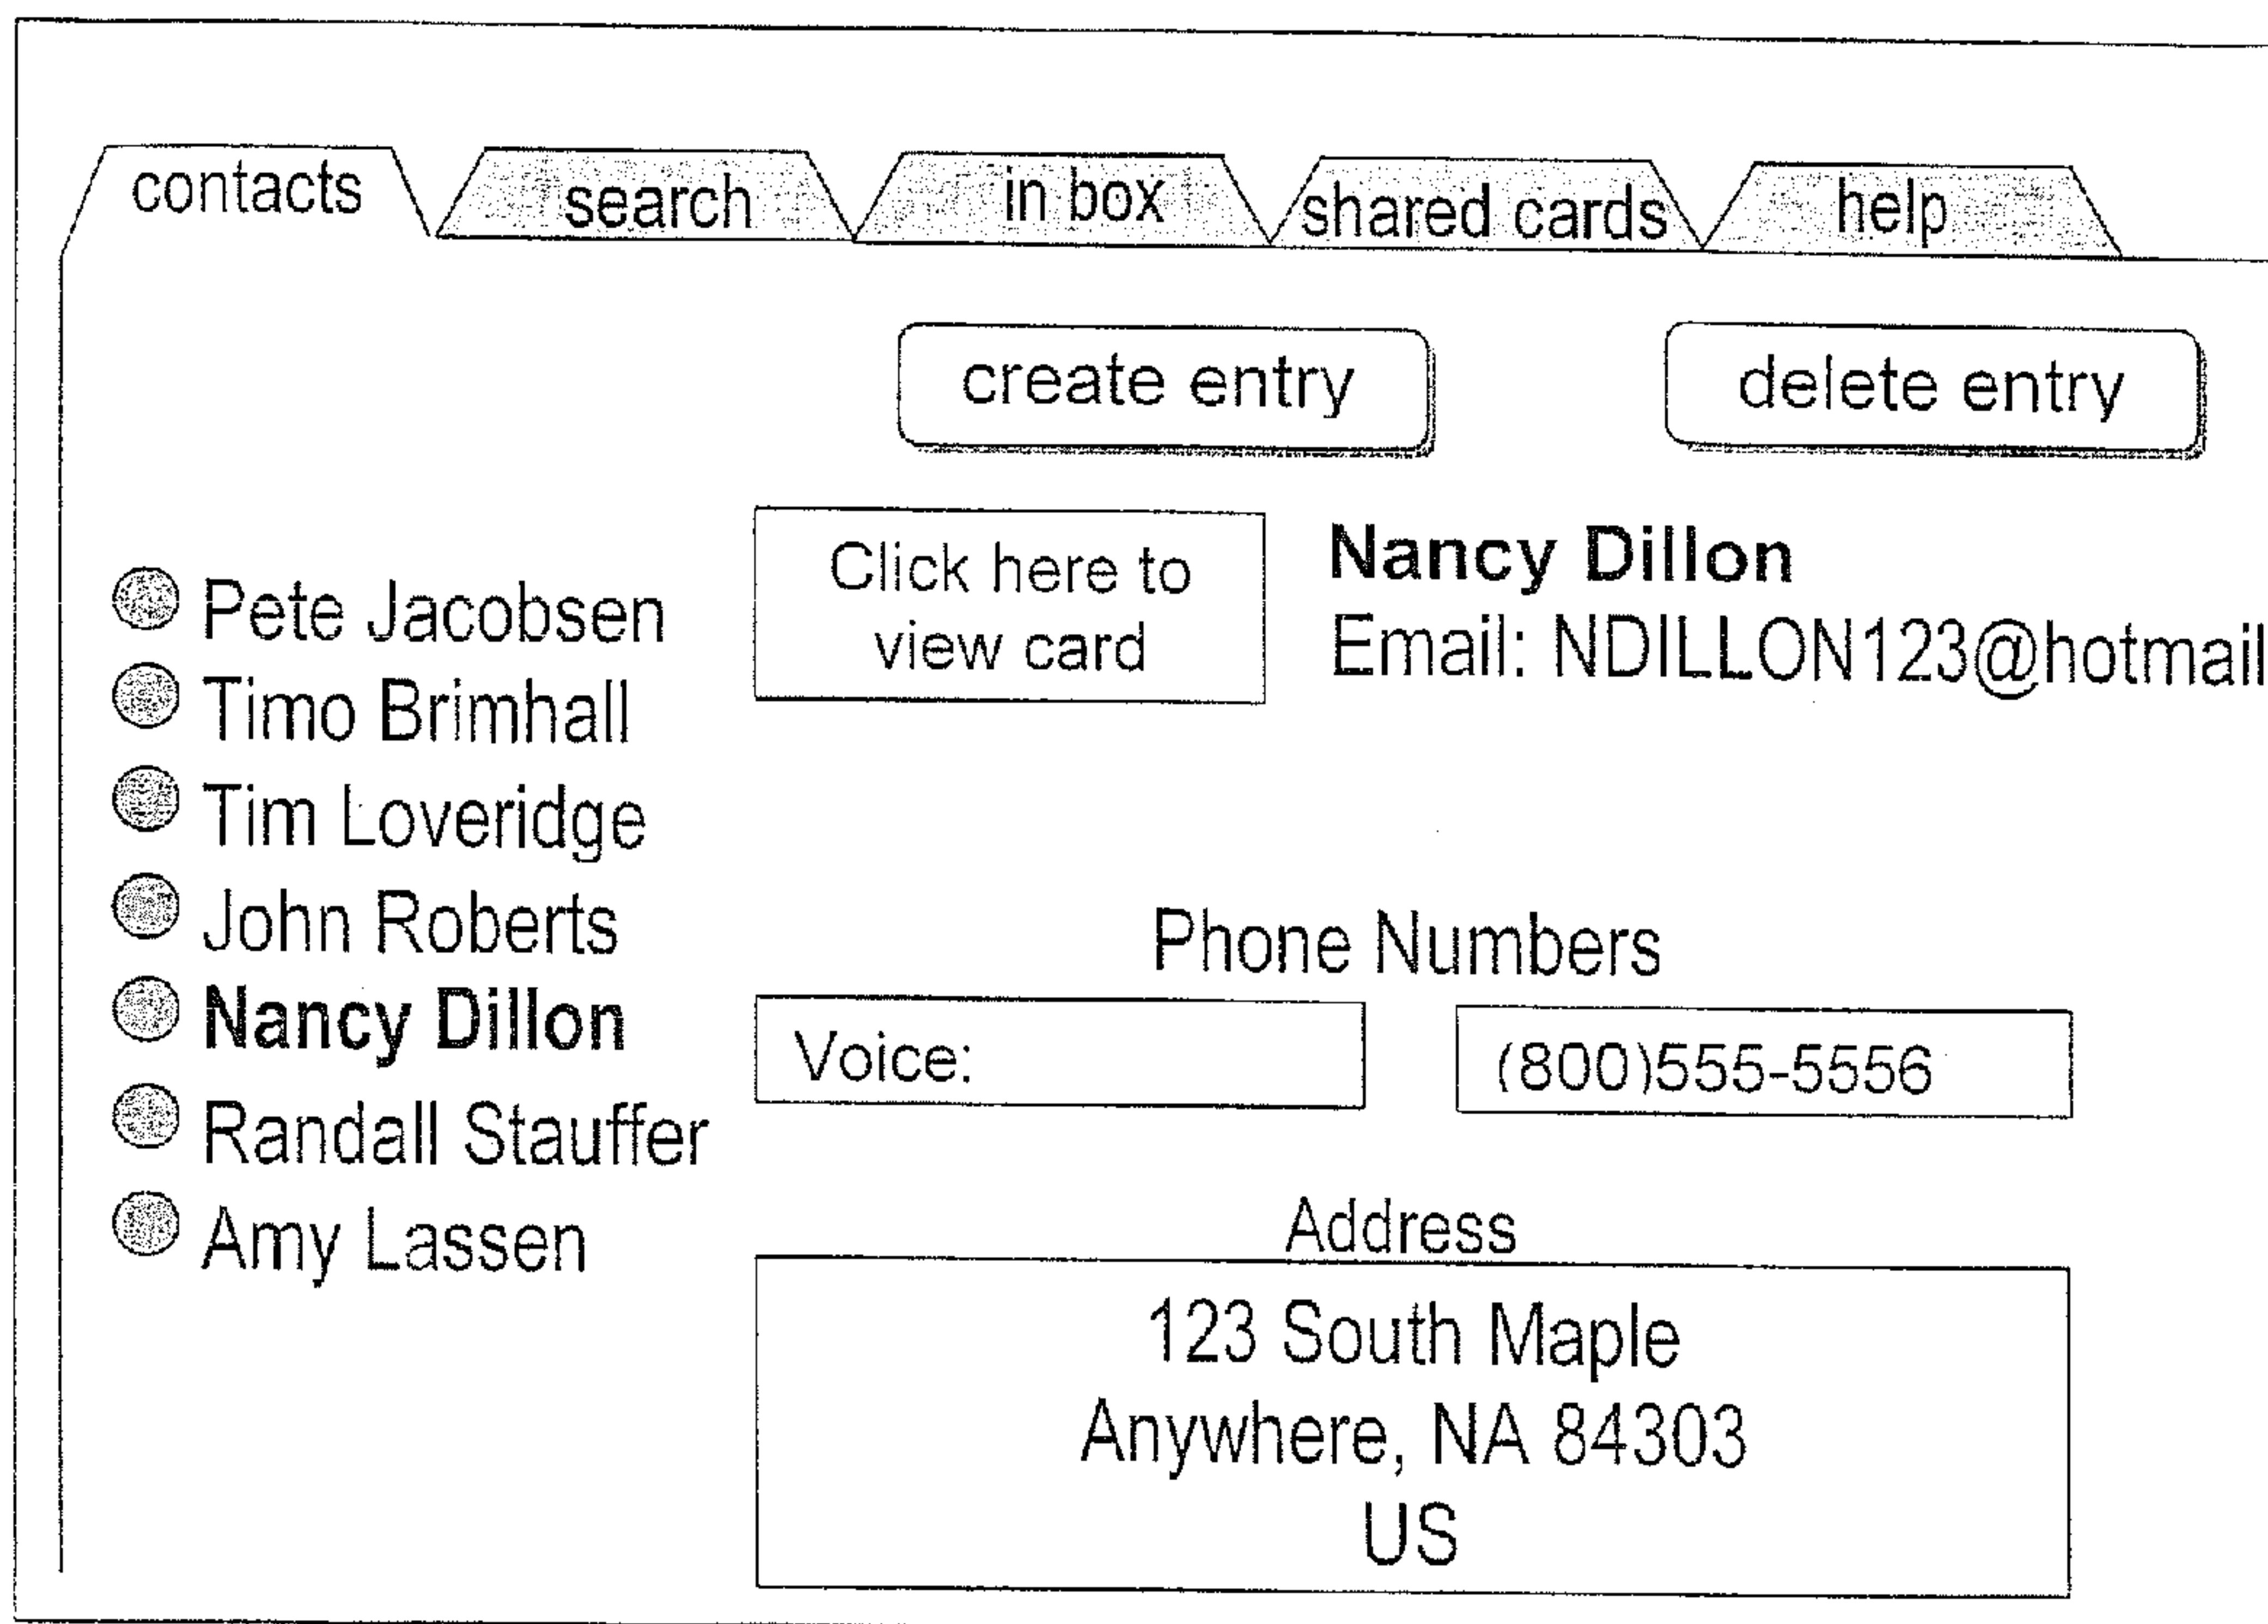 contacts search in box shared cards help
create entry delete entry
Click here to
view card
Nancy Dillon
Email: NDILLON123@hotmail
Pete Jacobsen
Timo Brimhall
Tim Loveridge
John Roberts
Nancy Dillon
Randall Stauffer
Amy Lassen
Phone Numbers
Voice: (800)555-5556
Address
123 South Maple
Anywhere, NA 84303
US